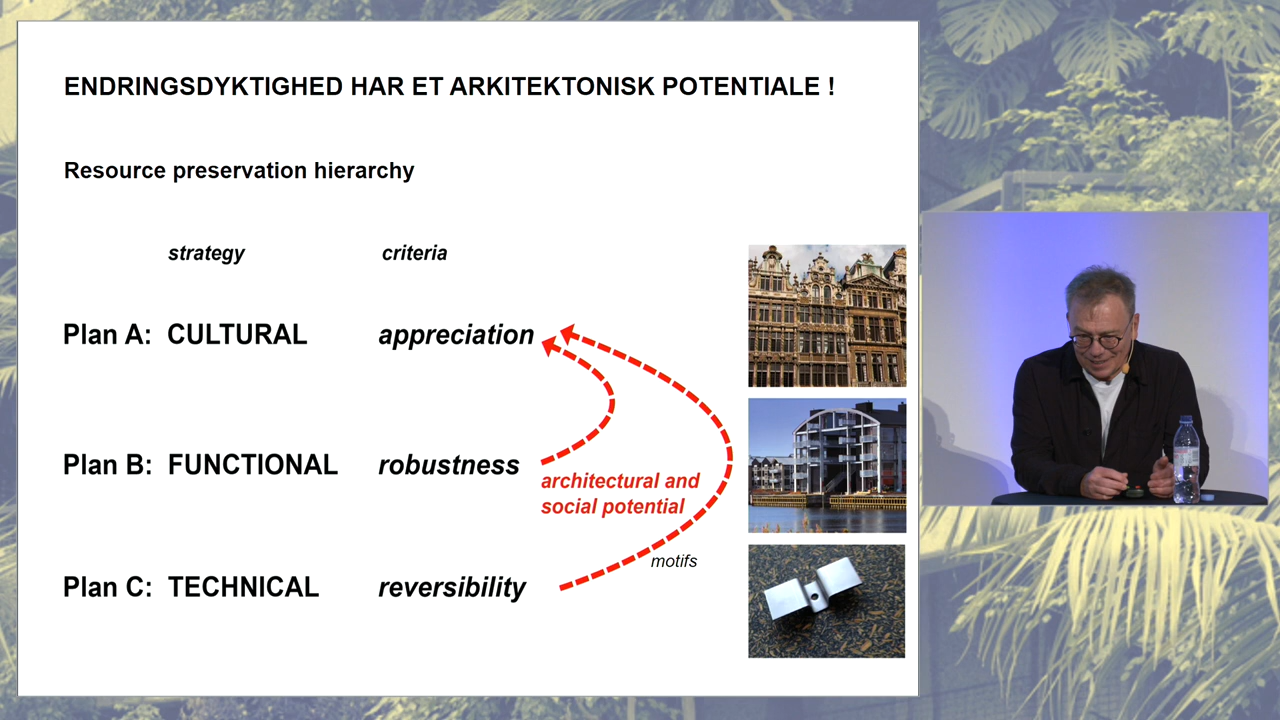 ENDRINGSDYKTIGHED HAR ET ARKITEKTONISK POTENTIALE !
Resource preservation hierarchy
strategy criteria
Plan A: CULTURAL appreciation
Plan B: FUNCTIONAL robustness
architectural and
social potential
motifs
Plan C: TECHNICAL reversibility